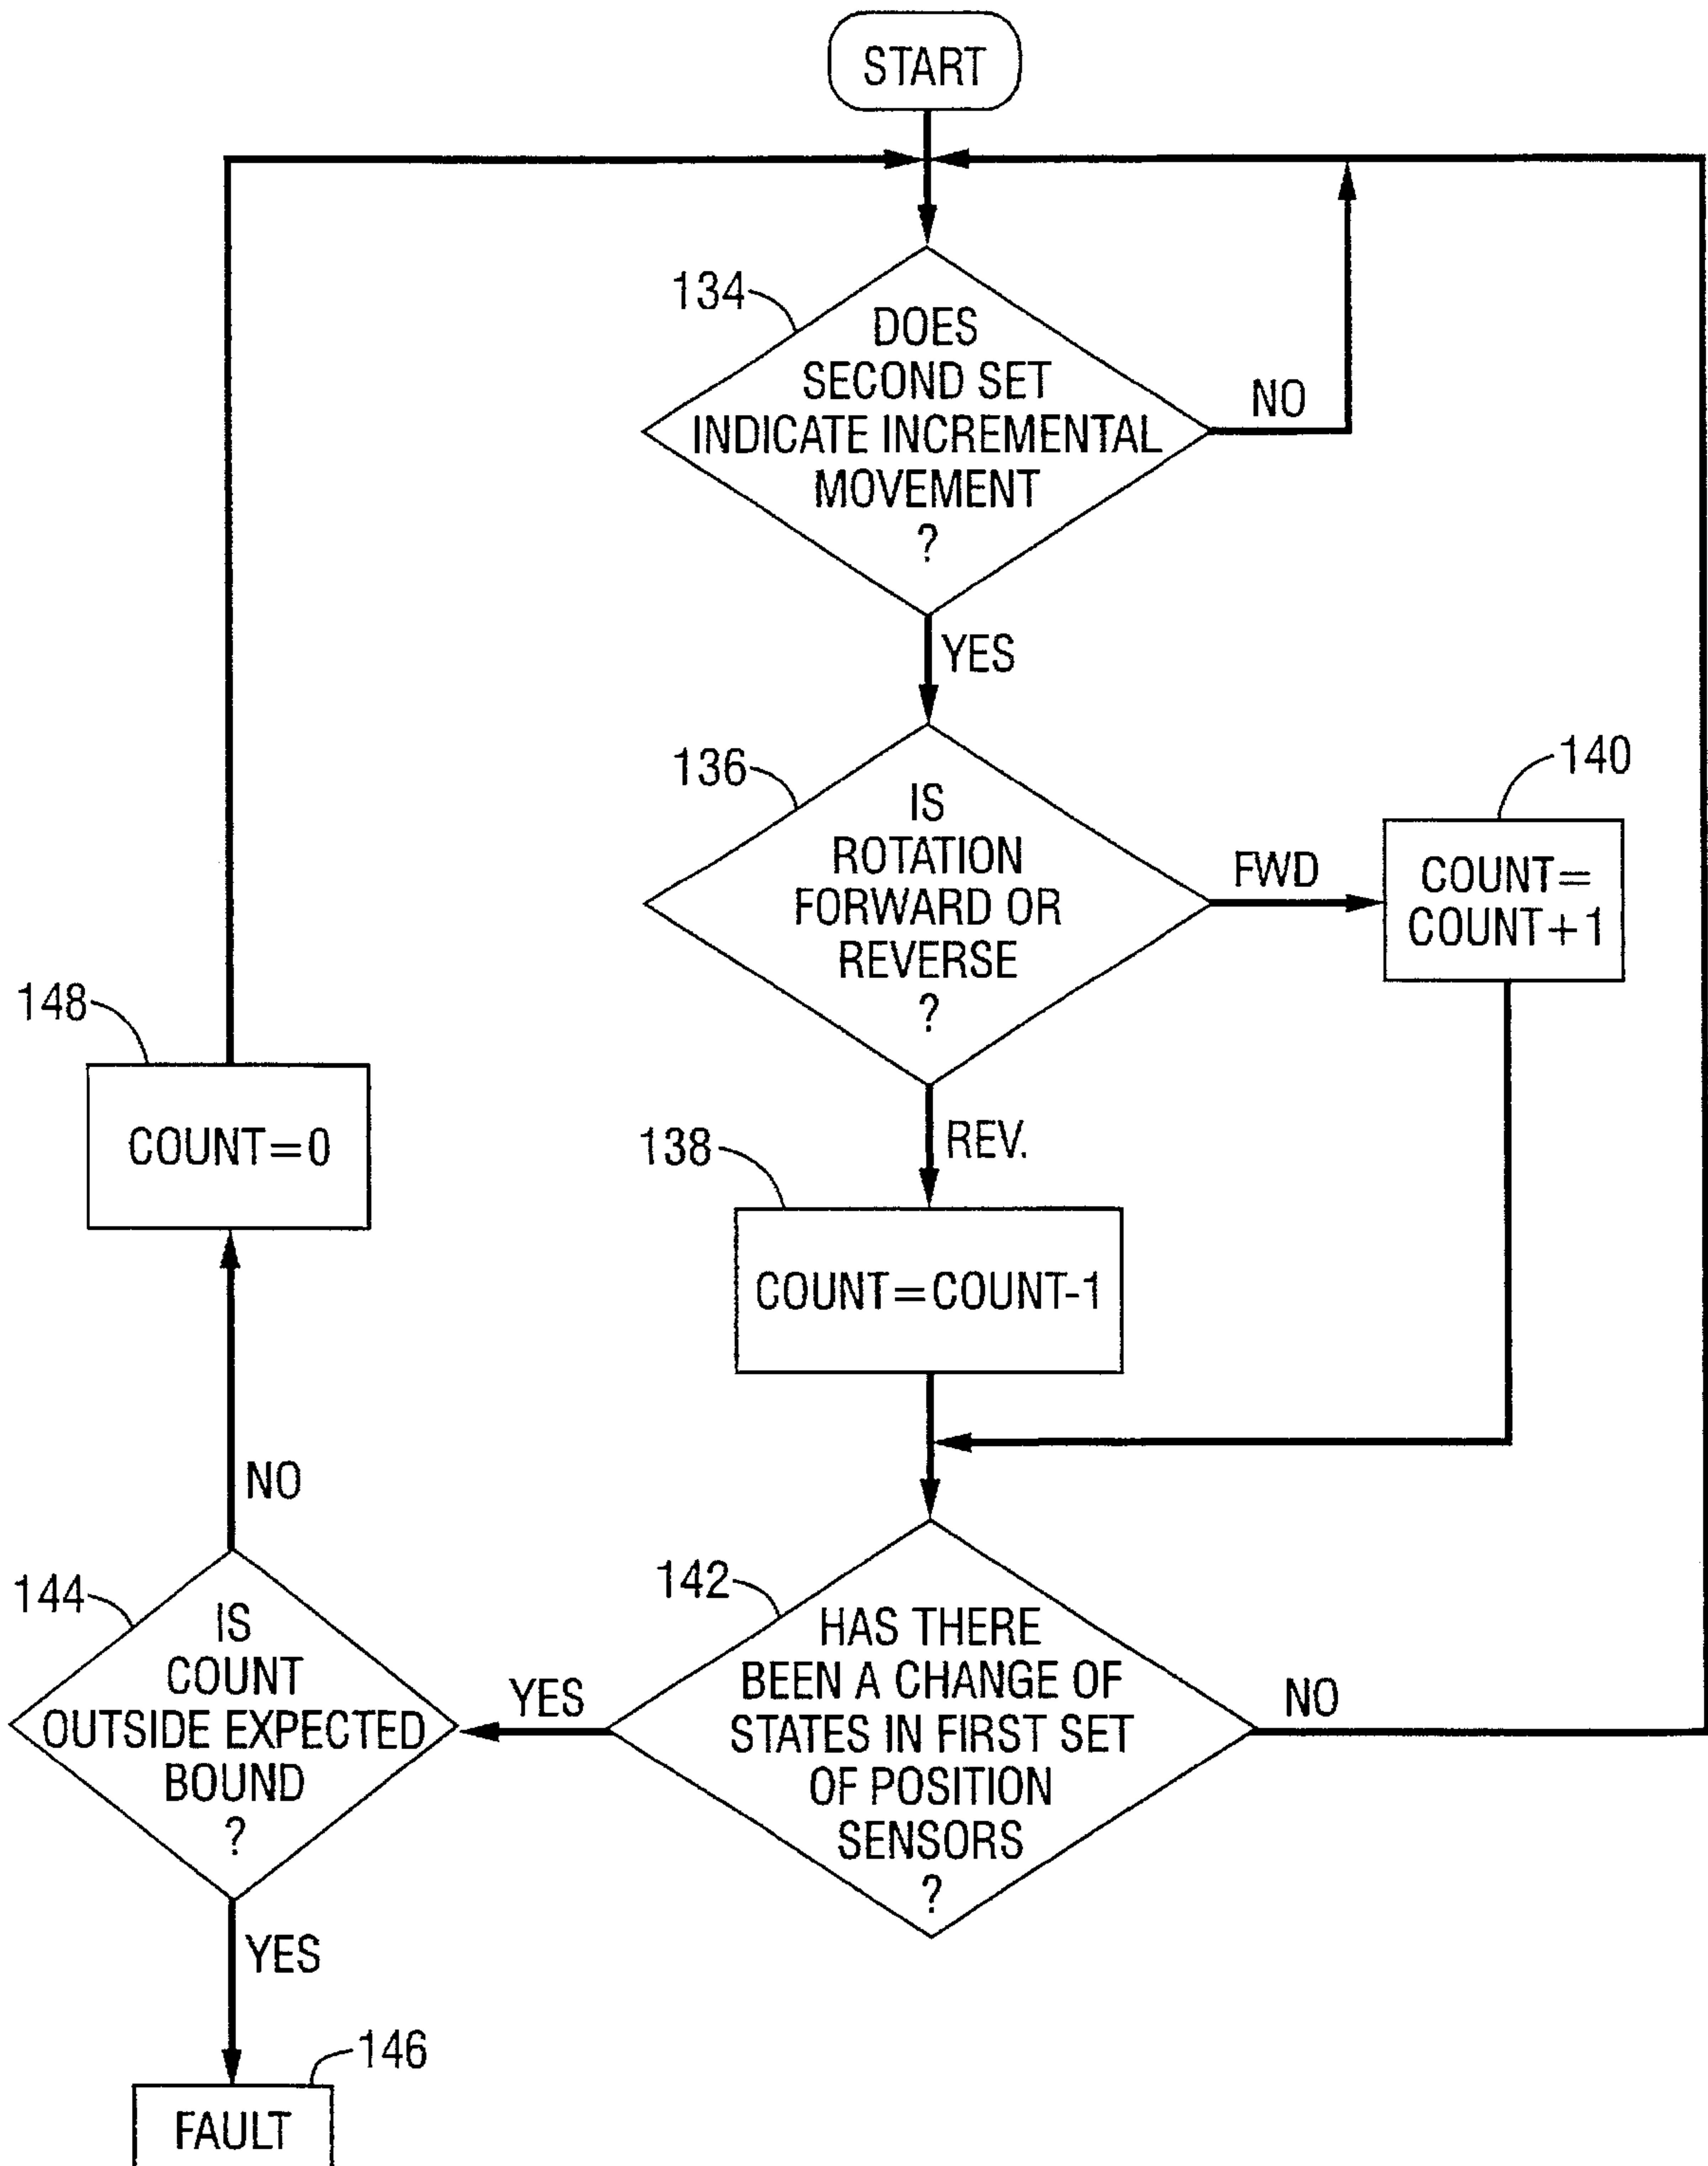 START
134
DOES
SECOND SET
INDICATE INCREMENTAL
MOVEMENT
?
NO
YES
136
IS
ROTATION
FORWARD OR
REVERSE
?
FWD
140
COUNT=
COUNT+1
REV.
138
COUNT=COUNT-1
148
COUNT=0
NO
142
HAS THERE
BEEN A CHANGE OF
STATES IN FIRST SET
OF POSITION
SENSORS
?
NO
YES
144
IS
COUNT
OUTSIDE EXPECTED
BOUND
?
YES
146
FAULT